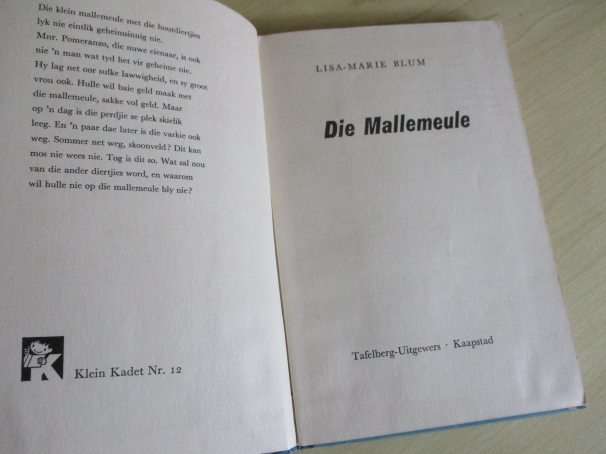 Die klein mallemeule met die houtdiertjies
lyk nie eintlik geheimsinnig nie.
Mnr. Pomeranz, die nuwe eienaar, is ook
nie 'n man wat tyd het vir geheime nie.
Hy lag net oor sulke lawwigheid, en sy groot
vrou ook. Hulle wil baie geld maak met
die mallemeule, sakke vol geld. Maar
op 'n dag is die perdjie se plek skielik
leeg. En 'n paar dae later is die varkie ook
weg. Sommer net weg, skoonveld? Dit kan
mos nie wees nie. Tog is dit so. Wat sal nou
van die ander diertjies word, en waarom
wil hulle nie op die mallemeule bly nie?
K
Klein Kadet Nr. 12
LISA-MARIE BLUM
Die Mallemeule
Tafelberg-Uitgewers · Kaapstad